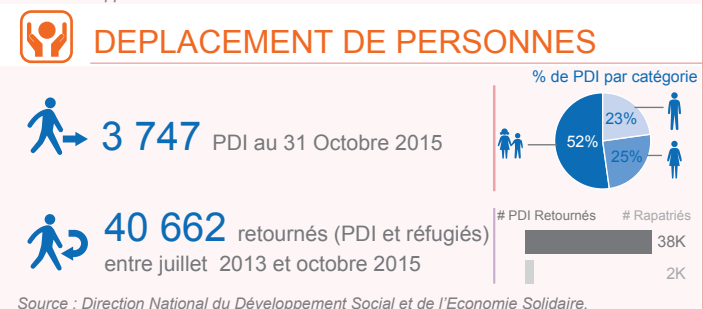 DEPLACEMENT DE PERSONNES
% de PDI par catégorie
3 747 PDI au 31 Octobre 2015
23%
52%
25%
40 662 retournés (PDI et réfugiés)
entre juillet 2013 et octobre 2015
# PDI Retournés # Rapatriés
38K
2K
Source : Direction National du Développement Social et de l'Economie Solidaire.